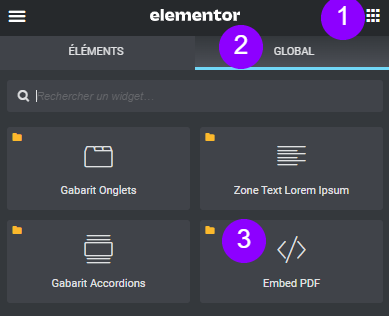 elementor
1
ÉLÉMENTS
2
GLOBAL
Rechercher un widget...
Gabarit Onglets
Zone Text Lorem Ipsum
3
Gabarit Accordions
Embed PDF